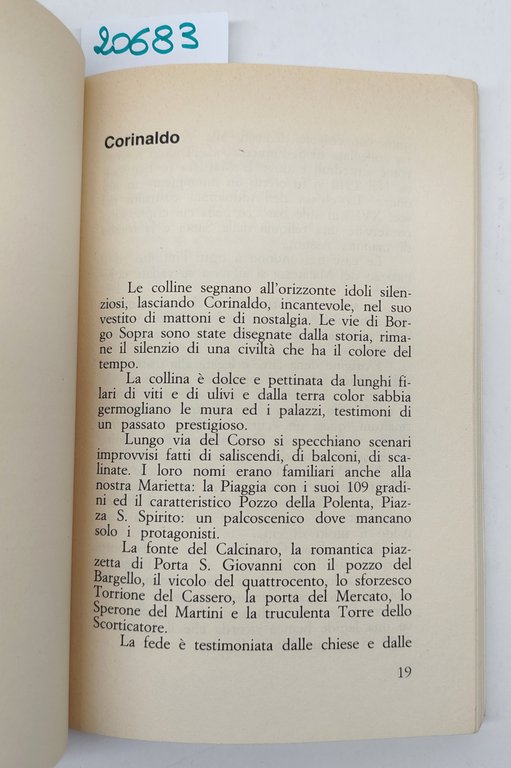 20683
Corinaldo
Le colline segnano all'orizzonte idoli silen-
ziosi, lasciando Corinaldo, incantevole, nel suo
vestito di mattoni e di nostalgia. Le vie di Bor-
go Sopra sono state disegnate dalla storia, rima-
ne il silenzio di una civiltà che ha il colore del
tempo.
La collina è dolce e pettinata da lunghi fi-
lari di viti e di ulivi e dalla terra color sabbia
germogliano le mura ed i palazzi, testimoni di
un passato prestigioso.
Lungo via del Corso si specchiano scenari
improvvisi fatti di saliscendi, di balconi, di sca-
linate. I loro nomi erano familiari anche alla
nostra Marietta: la Piaggia con i suoi 109 gradi-
ni ed il caratteristico Pozzo della Polenta, Piaz-
za S. Spirito: un palcoscenico dove mancano
solo i protagonisti.
La fonte del Calcinaro, la romantica piaz-
zetta di Porta S. Giovanni con il pozzo del
Bargello, il vicolo del quattrocento, lo sforzesco
Torrione del Cassero, la porta del Mercato, lo
Sperone del Martini e la truculenta Torre dello
Scorticatore.
La fede è testimoniata dalle chiese e dalle
19